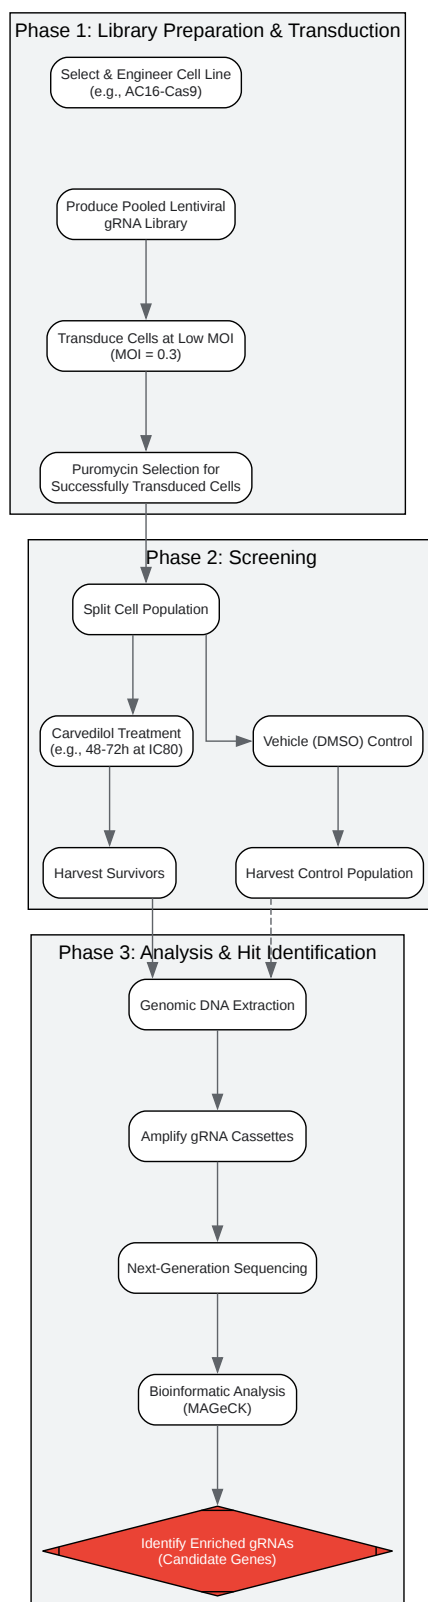 Phase 1: Library Preparation & Transduction
Select & Engineer Cell Line
(e.g., AC16-Cas9)
Produce Pooled Lentiviral
gRNA Library
Transduce Cells at Low MOI
(MOI = 0.3)
Puromycin Selection for
Successfully Transduced Cells
Phase 2: Screening
Split Cell Population
Carvedilol Treatment
(e.g., 48-72h at IC80)
Vehicle (DMSO) Control
Harvest Survivors
Harvest Control Population
Phase 3: Analysis & Hit Identification
Genomic DNA Extraction
Amplify gRNA Cassettes
Next-Generation Sequencing
Bioinformatic Analysis
(MAGeCK)
Identify Enriched gRNAs
(Candidate Genes)